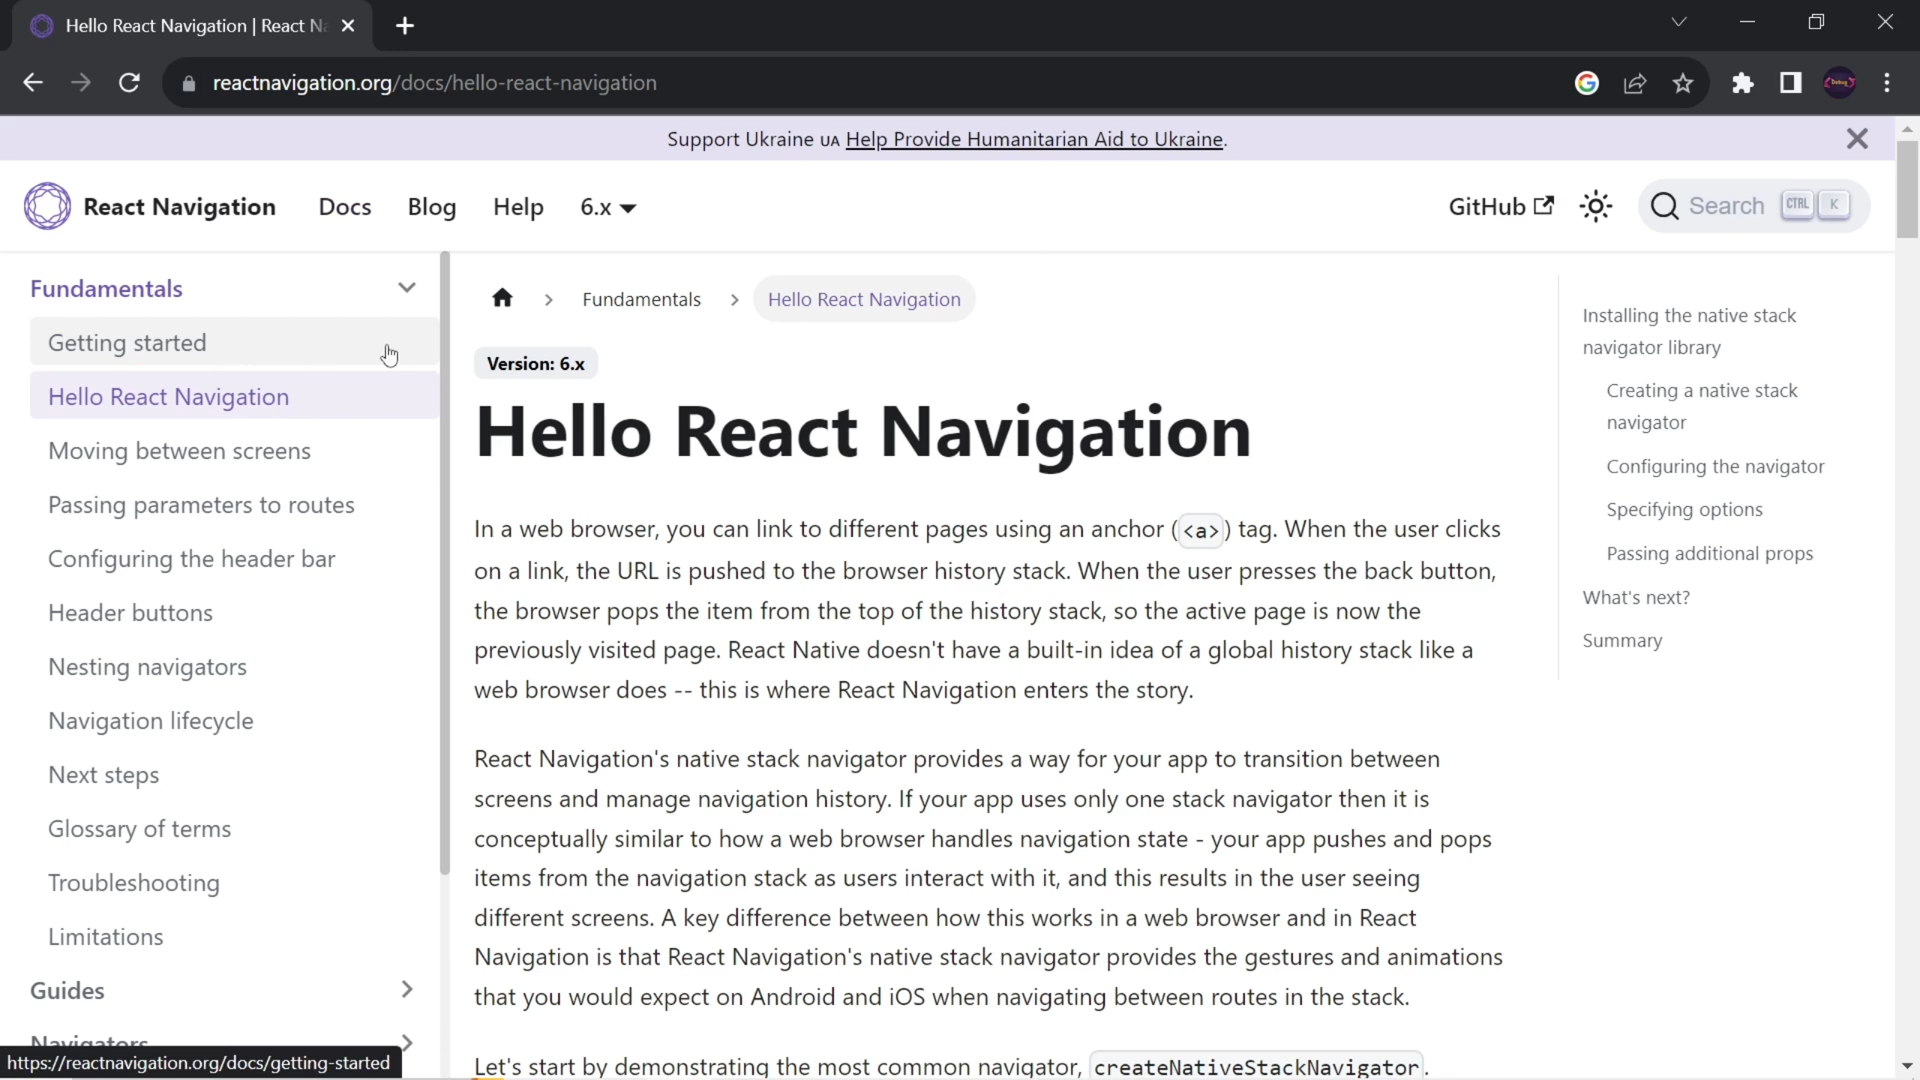 Hello React Navigation | React Na
reactnavigation.org/docs/hello-react-navigation
Support Ukraine UA Help Provide Humanitarian Aid to Ukraine.
React Navigation
Docs
Blog
Help
6.x
GitHub
Search
CTRL
K
Fundamentals
Getting started
Hello React Navigation
Moving between screens
Passing parameters to routes
Configuring the header bar
Header buttons
Nesting navigators
Navigation lifecycle
Next steps
Glossary of terms
Troubleshooting
Limitations
Guides
Navigators
https://reactnavigation.org/docs/getting-started
Fundamentals
Hello React Navigation
Version: 6.x
Hello React Navigation
In a web browser, you can link to different pages using an anchor (<a>) tag. When the user clicks
on a link, the URL is pushed to the browser history stack. When the user presses the back button,
the browser pops the item from the top of the history stack, so the active page is now the
previously visited page. React Native doesn't have a built-in idea of a global history stack like a
web browser does -- this is where React Navigation enters the story.
React Navigation's native stack navigator provides a way for your app to transition between
screens and manage navigation history. If your app uses only one stack navigator then it is
conceptually similar to how a web browser handles navigation state - your app pushes and pops
items from the navigation stack as users interact with it, and this results in the user seeing
different screens. A key difference between how this works in a web browser and in React
Navigation is that React Navigation's native stack navigator provides the gestures and animations
that you would expect on Android and iOS when navigating between routes in the stack.
Let's start by demonstrating the most common navigator, createNativeStackNavigator.
Installing the native stack
navigator library
Creating a native stack
navigator
Configuring the navigator
Specifying options
Passing additional props
What's next?
Summary